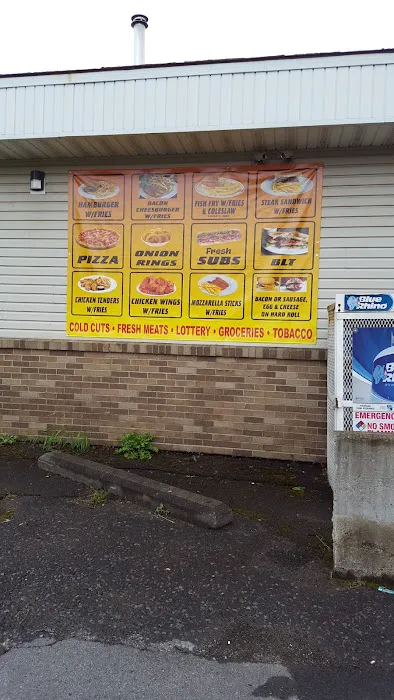 HAMBURGER
W/FRIES
BACON
CHEESEBURGER
W/FRIES
FISH FRY W/FRIES
& COLESLAW
STEAK SANDWICH
W/FRIES
PIZZA
ONION
RINGS
Fresh
SUBS
BLT
CHICKEN TENDERS
W/FRIES
CHICKEN WINGS
W/FRIES
MOZZARELLA STICKS
W/FRIES
BACON OR SAUSAGE,
EGG & CHEESE
ON HARD ROLL
COLD CUTS • FRESH MEATS • LOTTERY • GROCERIES • TOBACCO
Blue
Rhino
EMERGENC
NO SMO